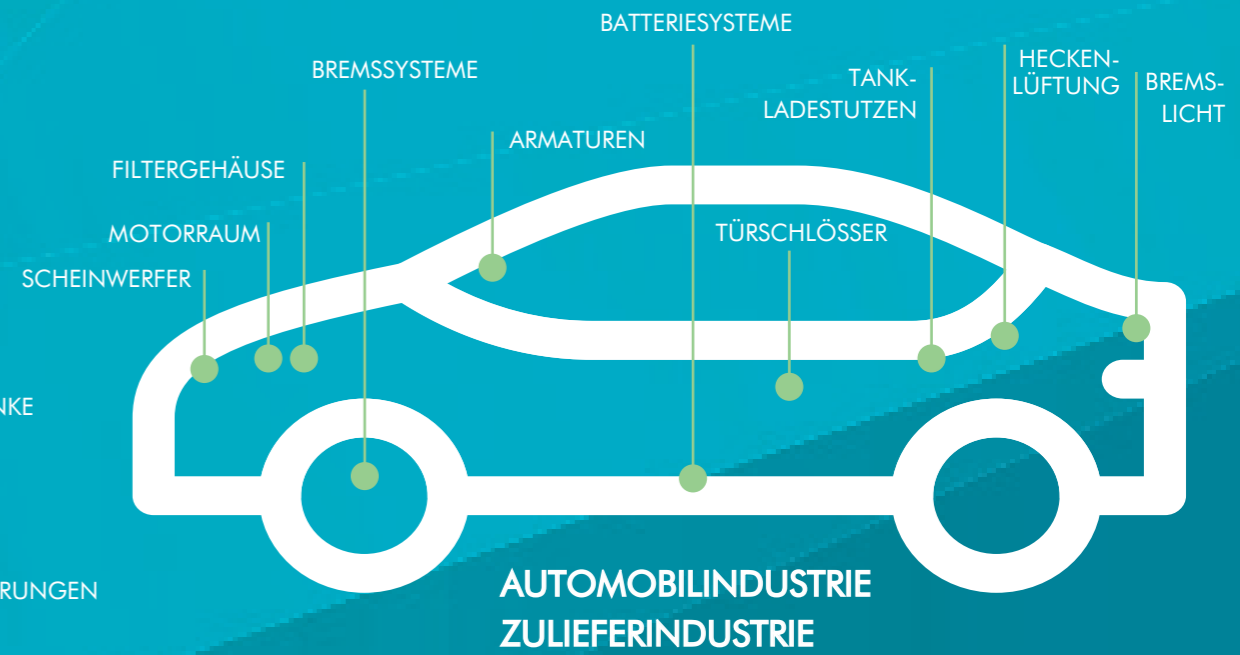 BATTERIESYSTEME
BREMSSYSTEME
HECKEN-
LÜFTUNG
TANK-
LADESTUTZEN
BREMS-
LICHT
ARMATUREN
FILTERGEHÄUSE
MOTORRAUM
TÜRSCHLÖSSER
SCHEINWERFER
NKE
RUNGEN
AUTOMOBILINDUSTRIE
ZULIEFERINDUSTRIE